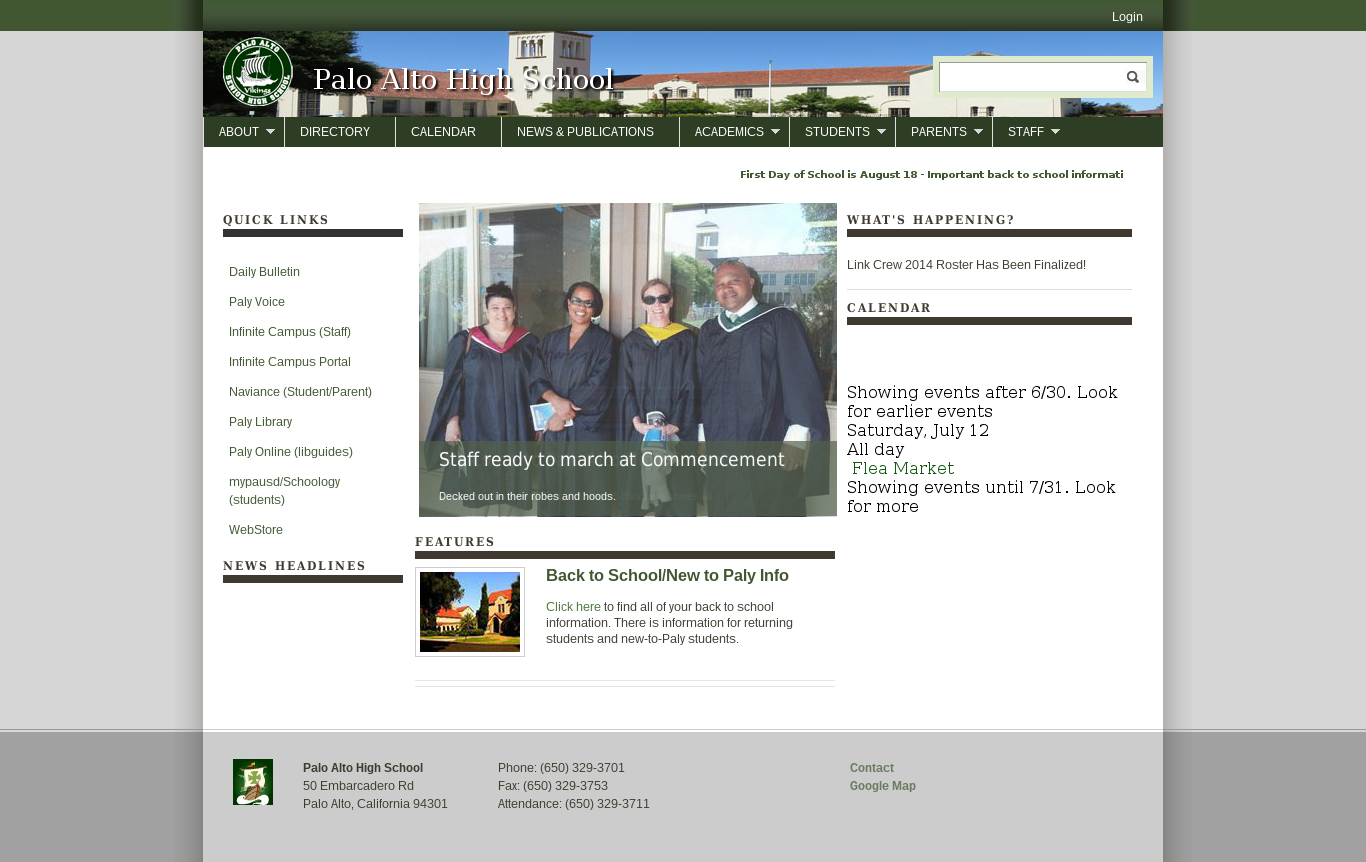 Login
PALO ALTO
Vikings
SENIOR HIGH SCHOOL
Palo Alto High School
ABOUT
DIRECTORY
CALENDAR
NEWS & PUBLICATIONS
ACADEMICS
STUDENTS
PARENTS
STAFF
First Day of School is August 18 - Important back to school informati
QUICK LINKS
Daily Bulletin
Paly Voice
Infinite Campus (Staff)
Infinite Campus Portal
Naviance (Student/Parent)
Paly Library
Paly Online (libguides)
mypausd/Schoology
(students)
WebStore
NEWS HEADLINES
Staff ready to march at Commencement
Decked out in their robes and hoods.
FEATURES
Back to School/New to Paly Info
Click here to find all of your back to school
information. There is information for returning
students and new-to-Paly students.
WHAT'S HAPPENING?
Link Crew 2014 Roster Has Been Finalized!
CALENDAR
Showing events after 6/30. Look
for earlier events
Saturday, July 12
All day
Flea Market
Showing events until 7/31. Look
for more
Palo Alto High School
50 Embarcadero Rd
Palo Alto, California 94301
Phone: (650) 329-3701
Fax: (650) 329-3753
Attendance: (650) 329-3711
Contact
Google Map